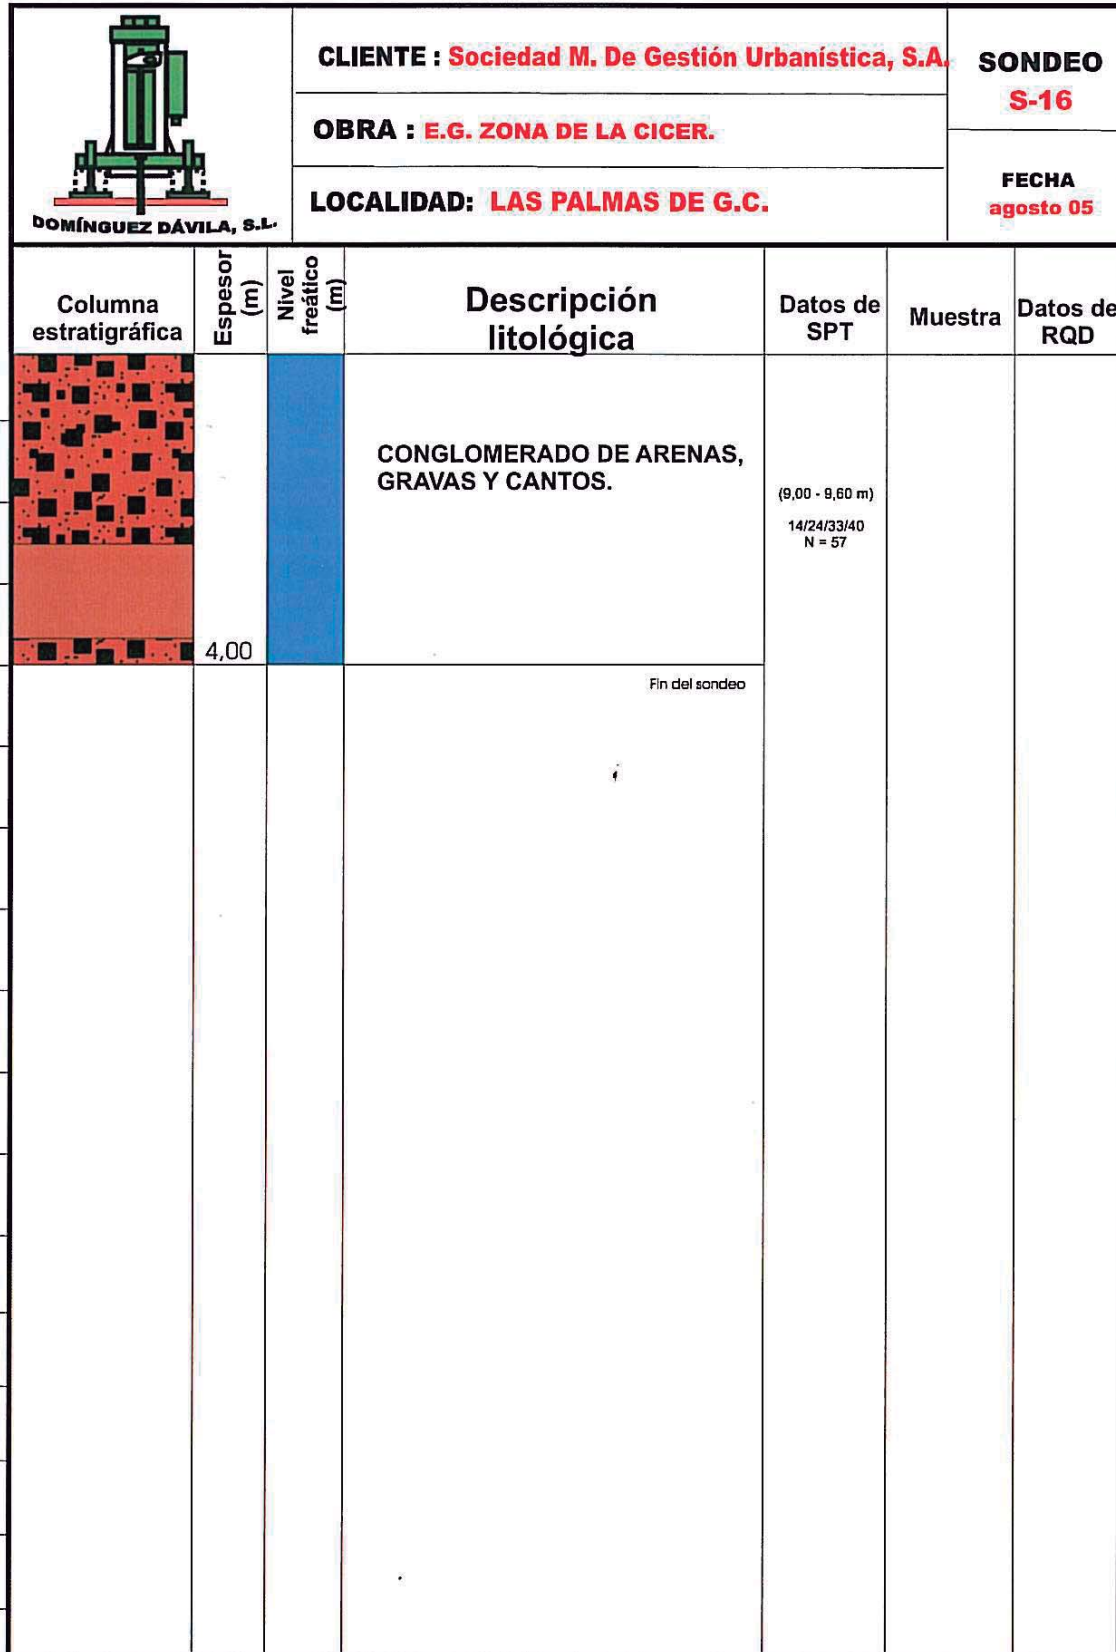 DOMÍNGUEZ DÁVILA, S.L.
CLIENTE : Sociedad M. De Gestión Urbanística, S.A.
OBRA : E.G. ZONA DE LA CICER.
LOCALIDAD: LAS PALMAS DE G.C.
SONDEO
S-16
FECHA
agosto 05
Columna
estratigráfica
Espesor
(m)
Nivel
freático
(m)
Descripción
litológica
Datos de
SPT
Muestra
Datos de
RQD
CONGLOMERADO DE ARENAS,
GRAVAS Y CANTOS.
(9,00 - 9,60 m)
14/24/33/40
N = 57
4,00
Fin del sondeo